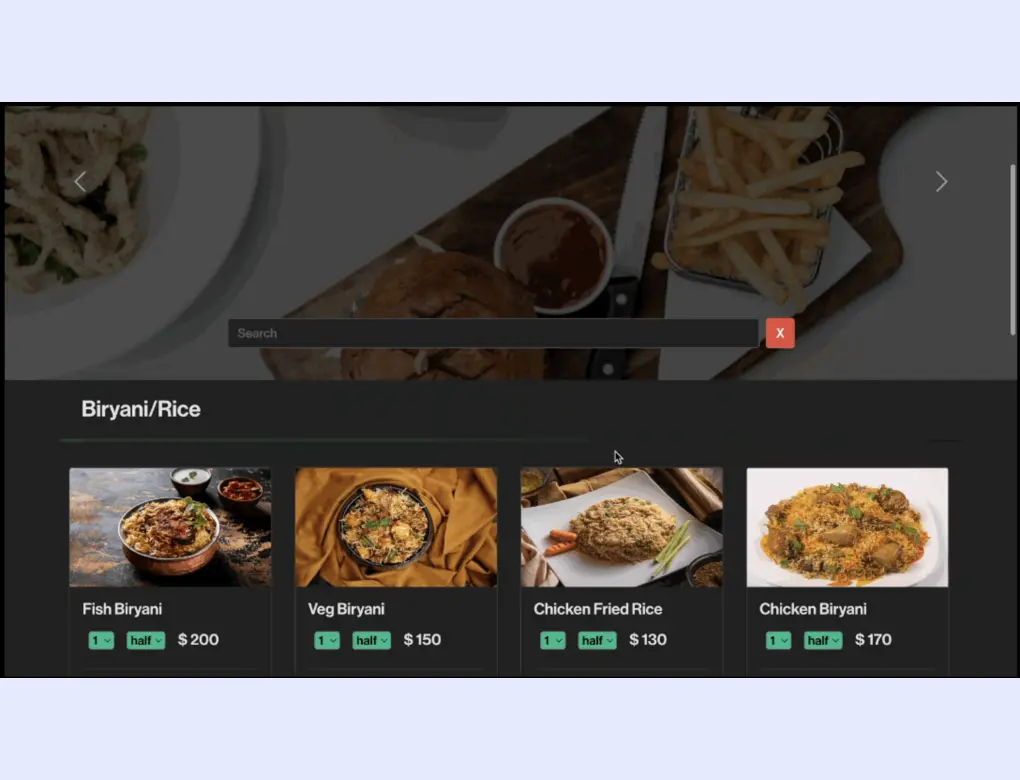 Search
X
Biryani/Rice
Fish Biryani
Veg Biryani
Chicken Fried Rice
Chicken Biryani
1 half $ 200
1 half $ 150
1 half $ 130
1 half $ 170